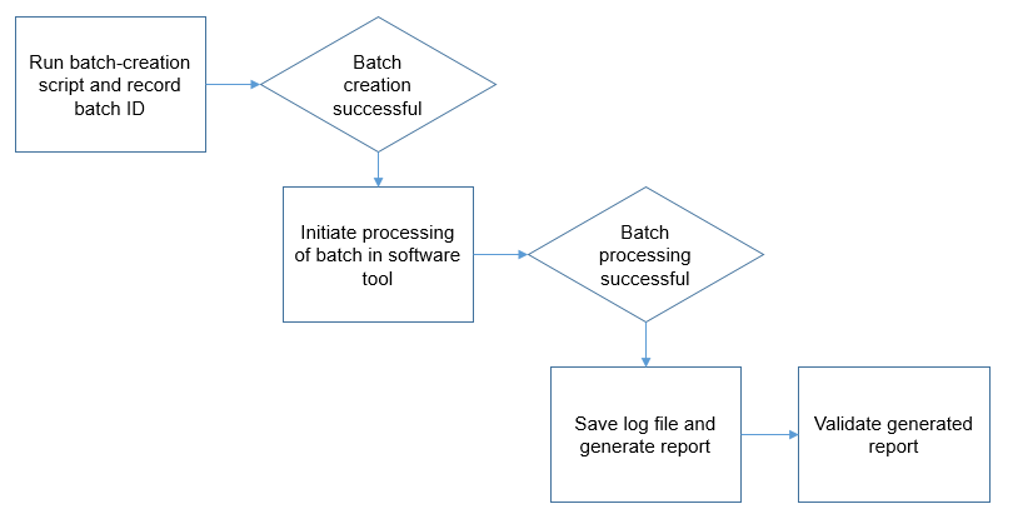 Run batch-creation
script and record
batch ID
Batch
creation
successful
Initiate processing
of batch in software
tool
Batch
processing
successful
Save log file and
generate report
Validate generated
report